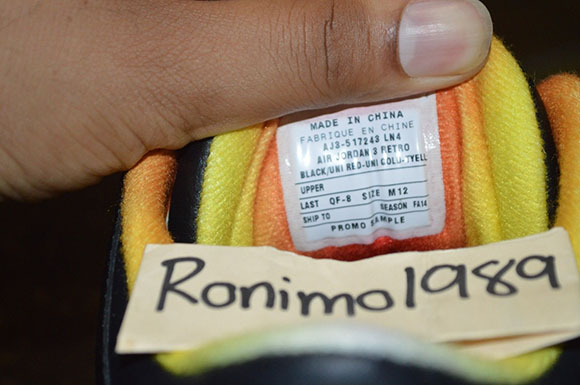 MADE IN CHINA
FABRIQUE EN CHINE
AJ3-517243 LN4
AIR JORDAN 3 RETRO
BLACK/UNI RED-UNI GOLD-TYELL
UPPER
LAST QF-8 SIZE M12
SHIP TO SEASON FA14
PROMO SAMPLE
Ronimo1989